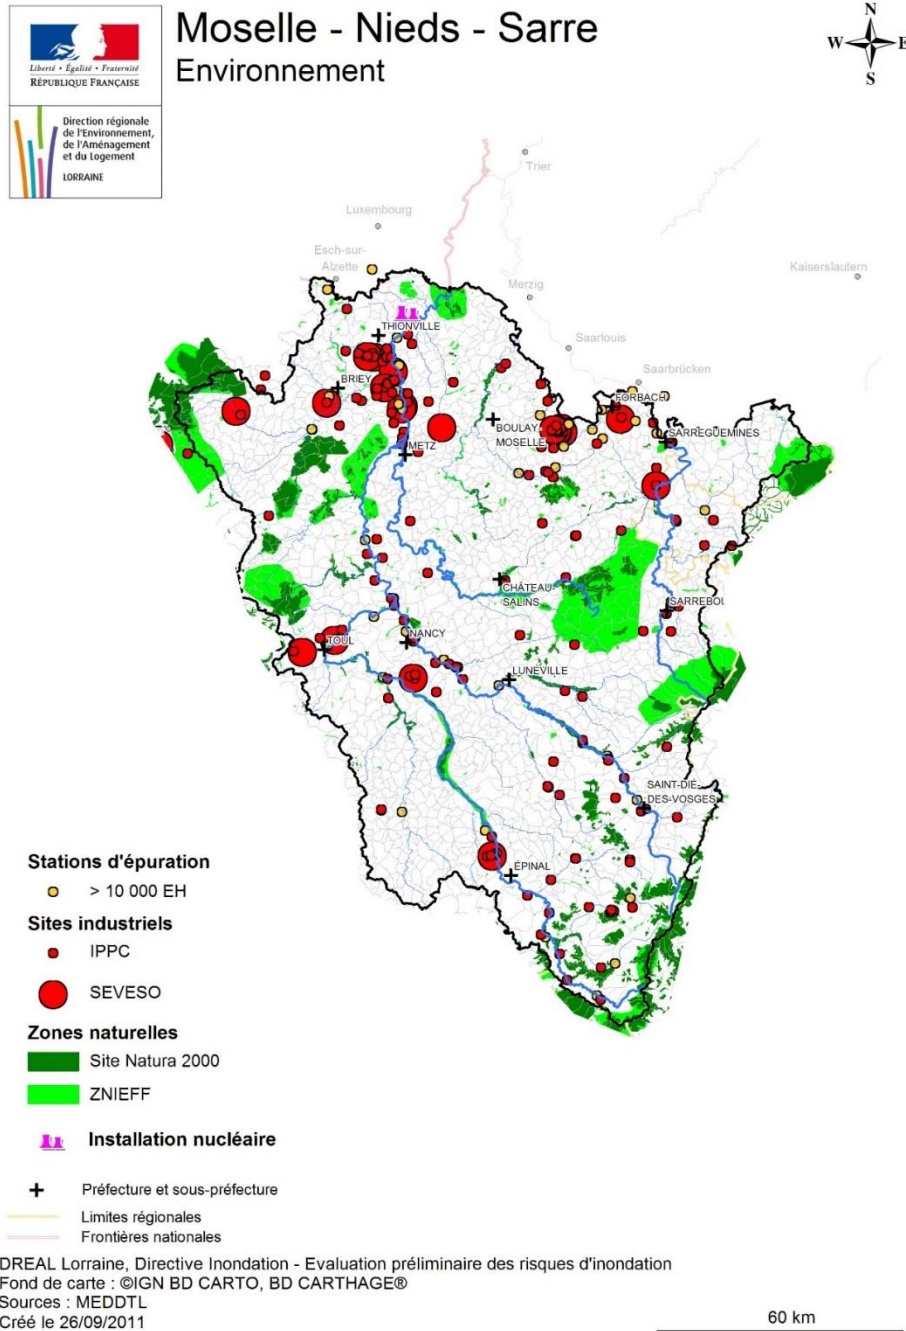 Moselle - Nieds - Sarre
Environnement
N
W E
S
Liberté • Égalité • Fraternité
RÉPUBLIQUE FRANÇAISE
Direction régionale
de l'Environnement,
de l'Aménagement
et du Logement
LORRAINE
Trier
Luxembourg
Esch-sur-
Alzette
Kaiserslautern
Merzig
THIONVILLE
Saarlouis
Saarbrücken
BRIEY
FORBACH
BOULAY
MOSELLE
SARREGUEMINES
METZ
CHÂTEAU-
SALINS
SARREBOU
TOUL
NANCY
LUNÉVILLE
SAINT-DIÉ-
DES-VOSGES
ÉPINAL
Stations d'épuration
> 10 000 EH
Sites industriels
IPPC
SEVESO
Zones naturelles
Site Natura 2000
ZNIEFF
Installation nucléaire
Préfecture et sous-préfecture
Limites régionales
Frontières nationales
DREAL Lorraine, Directive Inondation - Evaluation préliminaire des risques d'inondation
Fond de carte : ©IGN BD CARTO, BD CARTHAGE®
Sources : MEDDTL
Créé le 26/09/2011
60 km